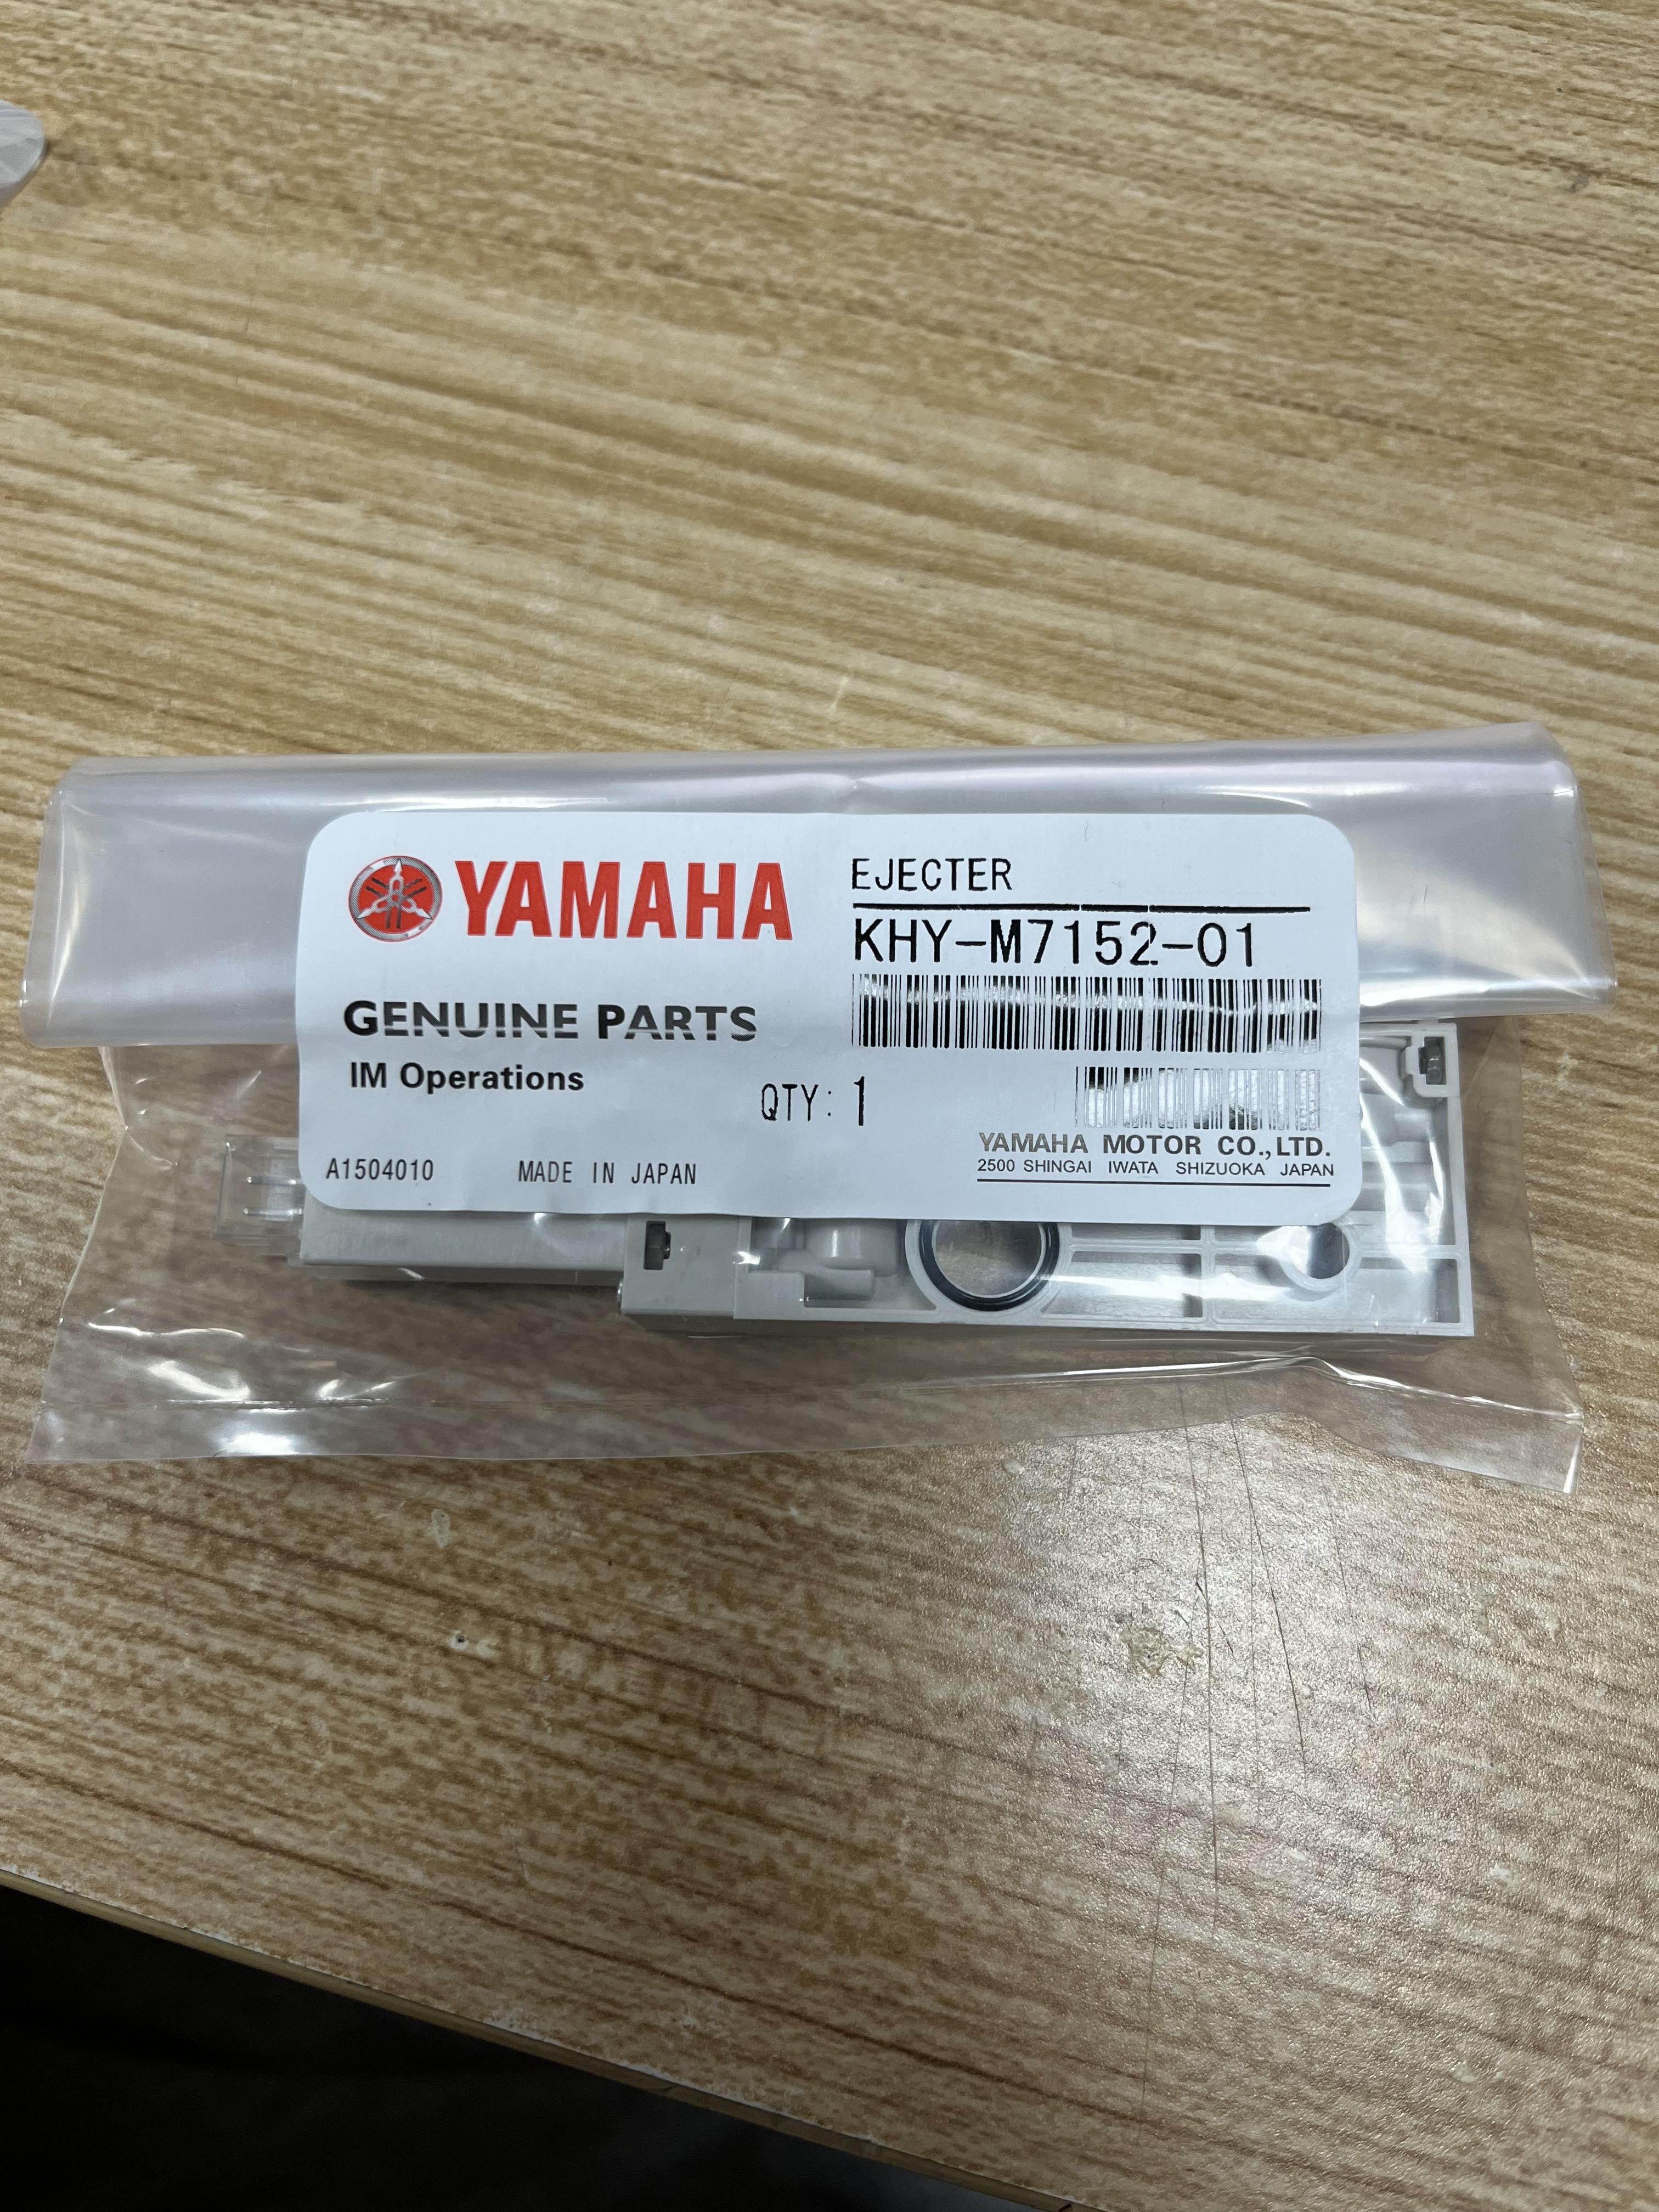 YAMAHA
GENUINE PARTS
IM Operations
EJECTER
KHY-M7152-01
QTY: 1
YAMAHA MOTOR CO.,LTD.
2500 SHINGAI IWATA SHIZUOKA JAPAN
A1504010 MADE IN JAPAN